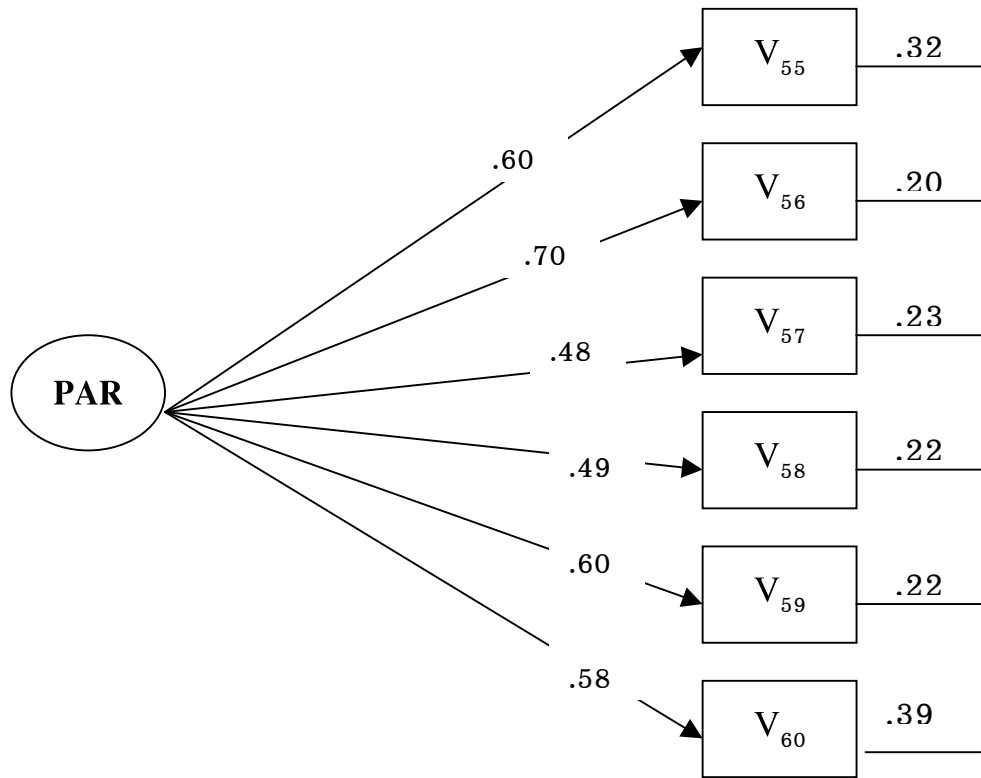 V55 .32
.60
V56 .20
.70
V57 .23
.48
PAR
V58 .22
.49
V59 .22
.60
V60 .39
.58